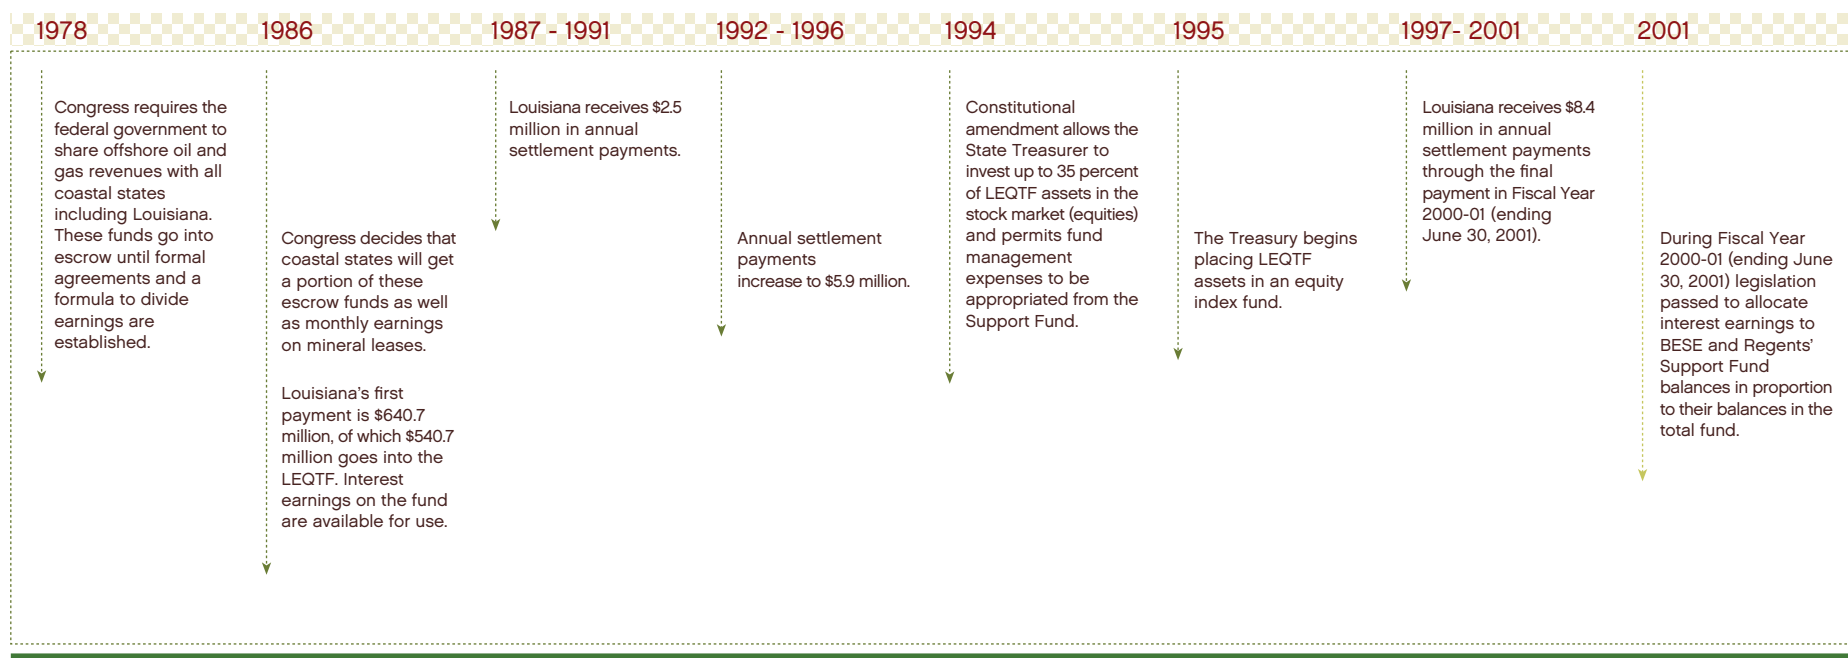 1978
Congress requires the
federal government to
share offshore oil and
gas revenues with all
coastal states
including Louisiana.
These funds go into
escrow until formal
agreements and a
formula to divide
earnings are
established.
1986
Congress decides that
coastal states will get
a portion of these
escrow funds as well
as monthly earnings
on mineral leases.
Louisiana’s first
payment is $640.7
million, of which $540.7
million goes into the
LEQTF. Interest
earnings on the fund
are available for use.
1987 - 1991
Louisiana receives $2.5
million in annual
settlement payments.
1992 - 1996
Annual settlement
payments
increase to $5.9 million.
1994
Constitutional
amendment allows the
State Treasurer to
invest up to 35 percent
of LEQTF assets in the
stock market (equities)
and permits fund
management
expenses to be
appropriated from the
Support Fund.
1995
The Treasury begins
placing LEQTF
assets in an equity
index fund.
1997- 2001
Louisiana receives $8.4
million in annual
settlement payments
through the final
payment in Fiscal Year
2000-01 (ending
June 30, 2001).
2001
During Fiscal Year
2000-01 (ending June
30, 2001) legislation
passed to allocate
interest earnings to
BESE and Regents’
Support Fund
balances in proportion
to their balances in the
total fund.